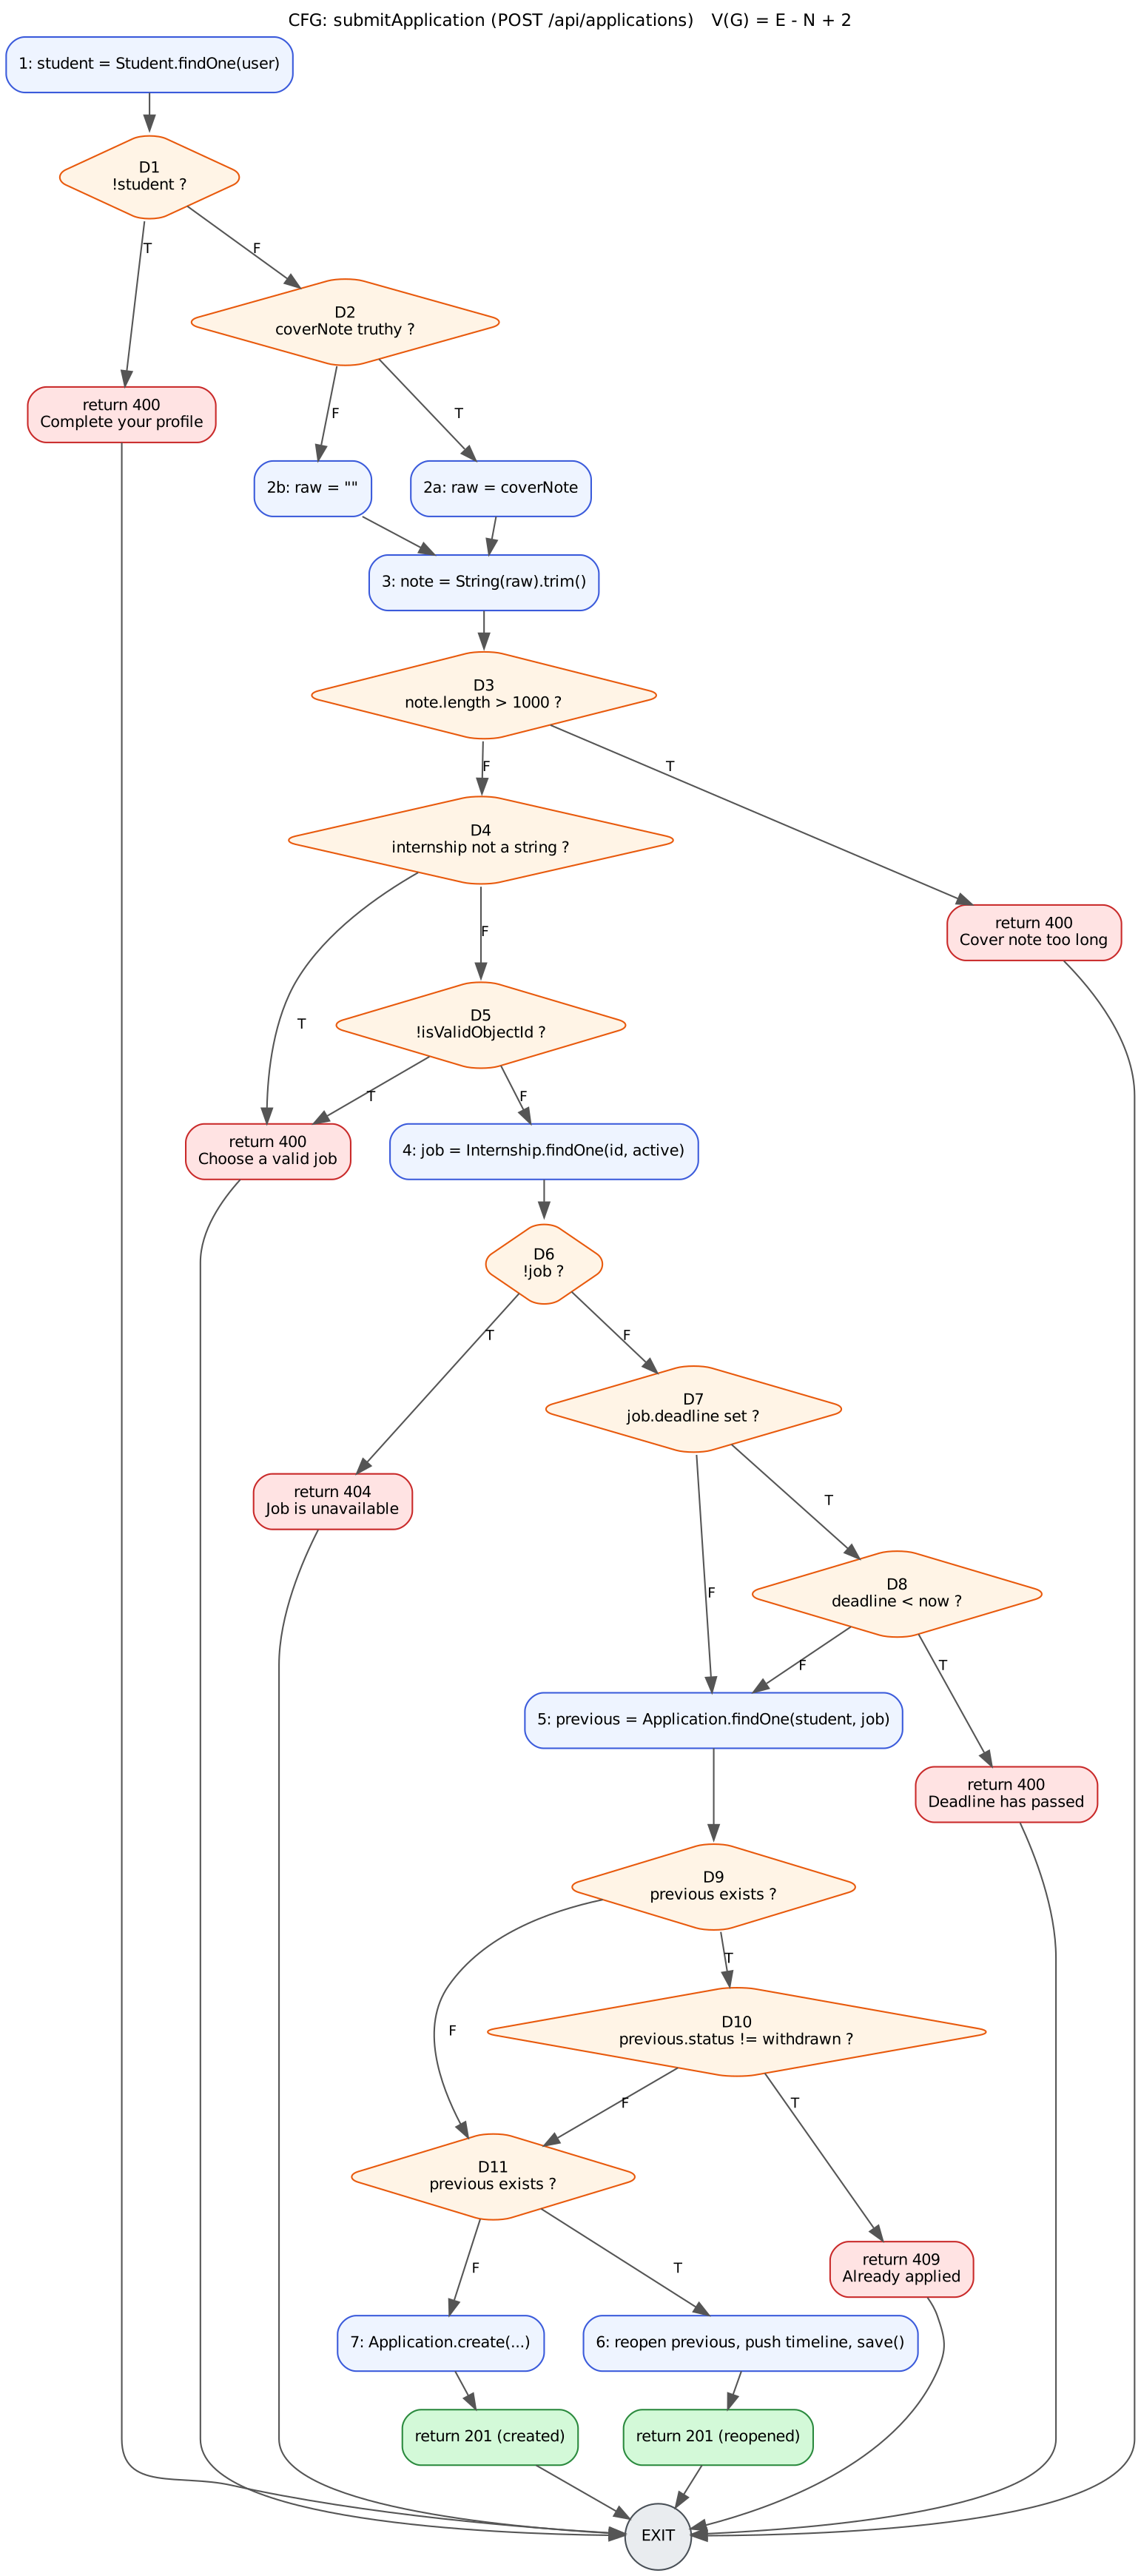 CFG: submitApplication (POST /api/applications)   V(G) = E - N + 2
1: student = Student.findOne(user)
D1
!student ?
T
F
D2
coverNote truthy ?
return 400
Complete your profile
F
T
2b: raw = ""
2a: raw = coverNote
3: note = String(raw).trim()
D3
note.length > 1000 ?
F
T
D4
internship not a string ?
return 400
Cover note too long
F
T
D5
!isValidObjectId ?
T
F
return 400
Choose a valid job
4: job = Internship.findOne(id, active)
D6
!job ?
T
F
D7
job.deadline set ?
return 404
Job is unavailable
T
F
D8
deadline < now ?
F
T
5: previous = Application.findOne(student, job)
return 400
Deadline has passed
D9
previous exists ?
T
F
D10
previous.status != withdrawn ?
F
T
D11
previous exists ?
return 409
Already applied
F
T
7: Application.create(...)
6: reopen previous, push timeline, save()
return 201 (created)
return 201 (reopened)
EXIT